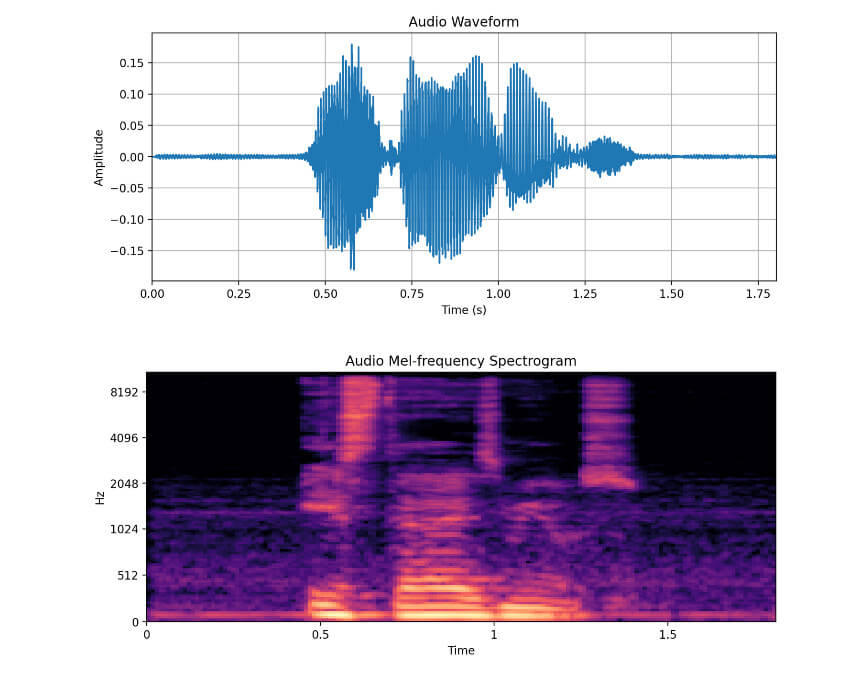 Audio Waveform
0.15
0.10
0.05
0.00
−0.05
−0.10
−0.15
Amplitude
0.00 0.25 0.50 0.75 1.00 1.25 1.50 1.75
Time (s)
Audio Mel-frequency Spectrogram
8192
4096
2048
1024
512
0
Hz
0 0.5 1 1.5
Time